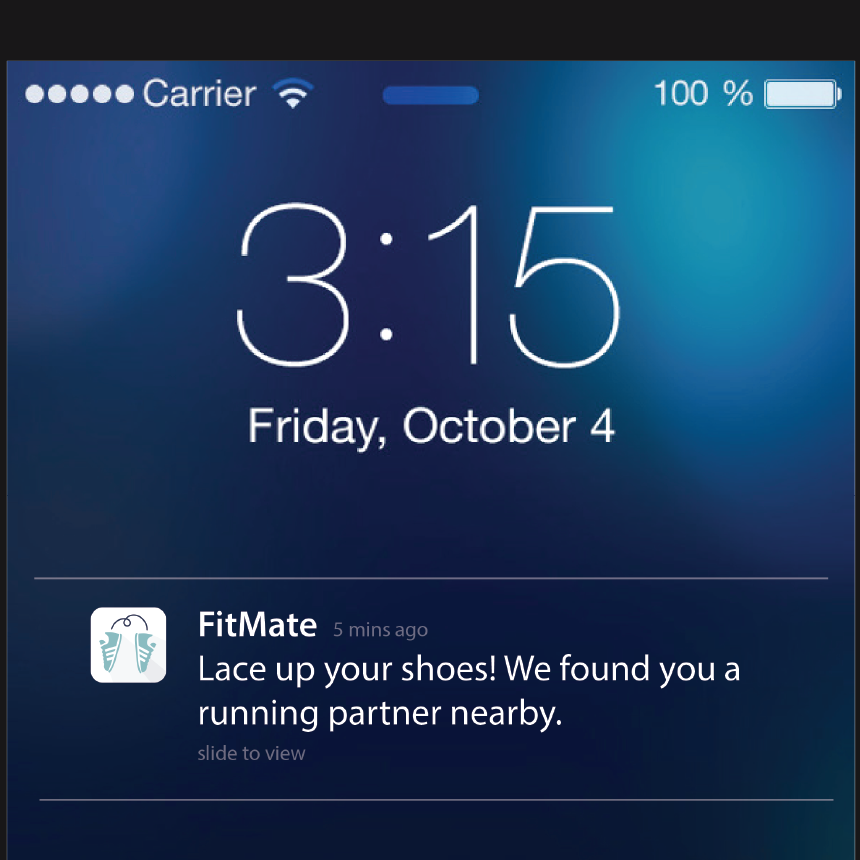 Carrier 100 %
3:15
Friday, October 4
FitMate 5 mins ago
Lace up your shoes! We found you a
running partner nearby.
slide to view